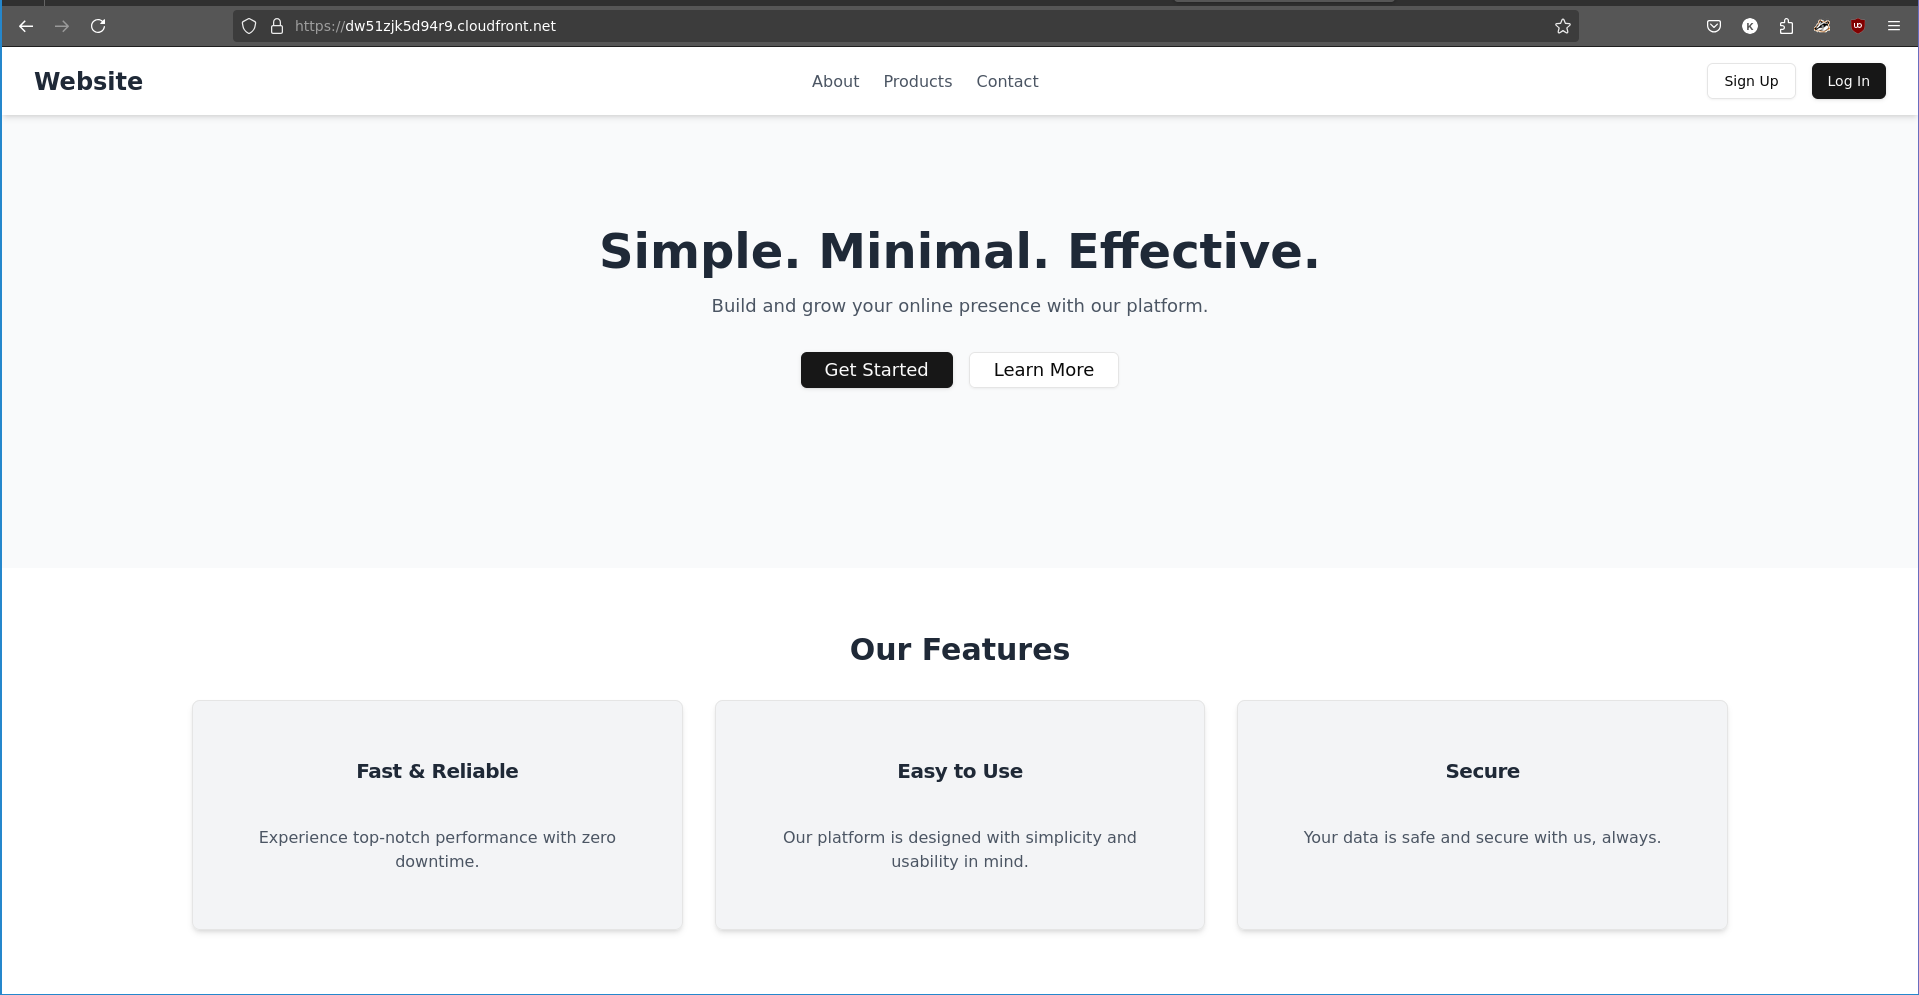 https://dw51zjk5d94r9.cloudfront.net
K
UD
Website
About Products Contact
Sign Up Log In
Simple. Minimal. Effective.
Build and grow your online presence with our platform.
Get Started Learn More
Our Features
Fast & Reliable
Experience top-notch performance with zero
downtime.
Easy to Use
Our platform is designed with simplicity and
usability in mind.
Secure
Your data is safe and secure with us, always.